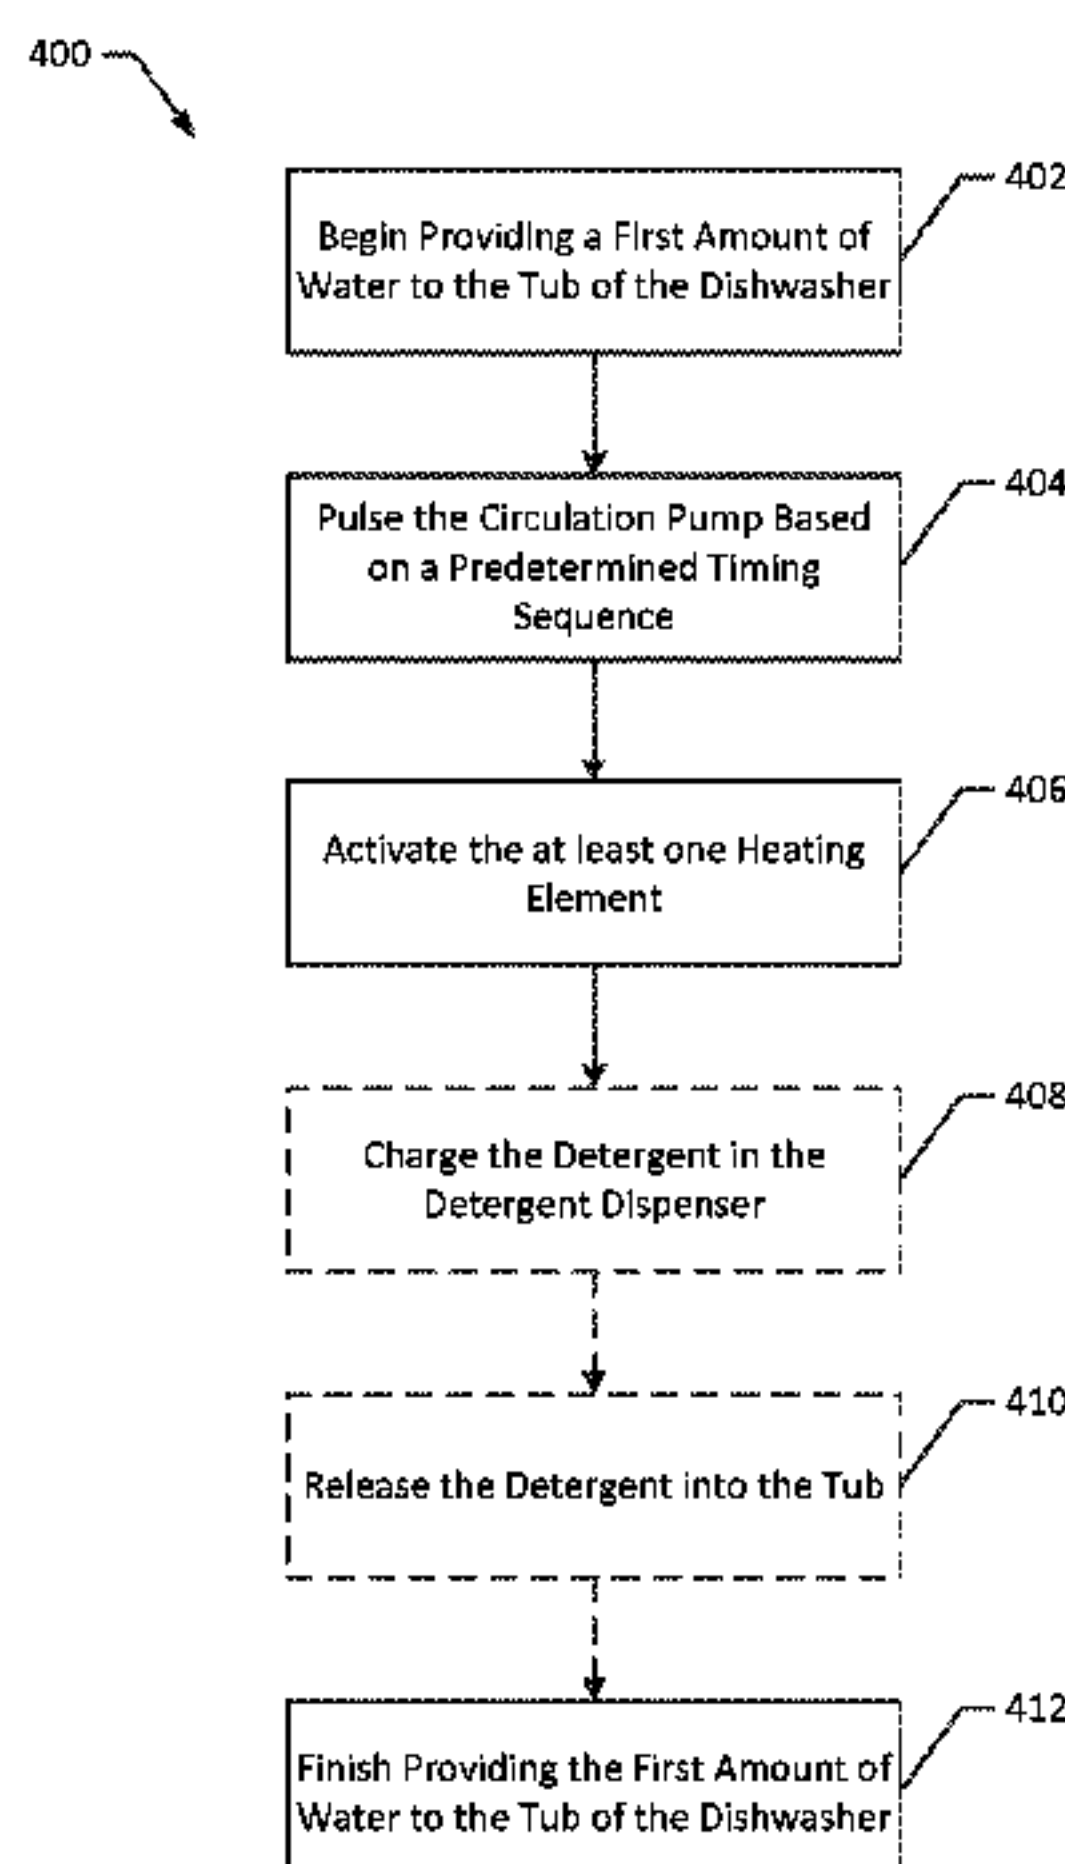 400
402
Begin Providing a First Amount of
Water to the Tub of the Dishwasher
404
Pulse the Circulation Pump Based
on a Predetermined Timing
Sequence
406
Activate the at least one Heating
Element
408
Charge the Detergent in the
Detergent Dispenser
410
Release the Detergent into the Tub
412
Finish Providing the First Amount of
Water to the Tub of the Dishwasher